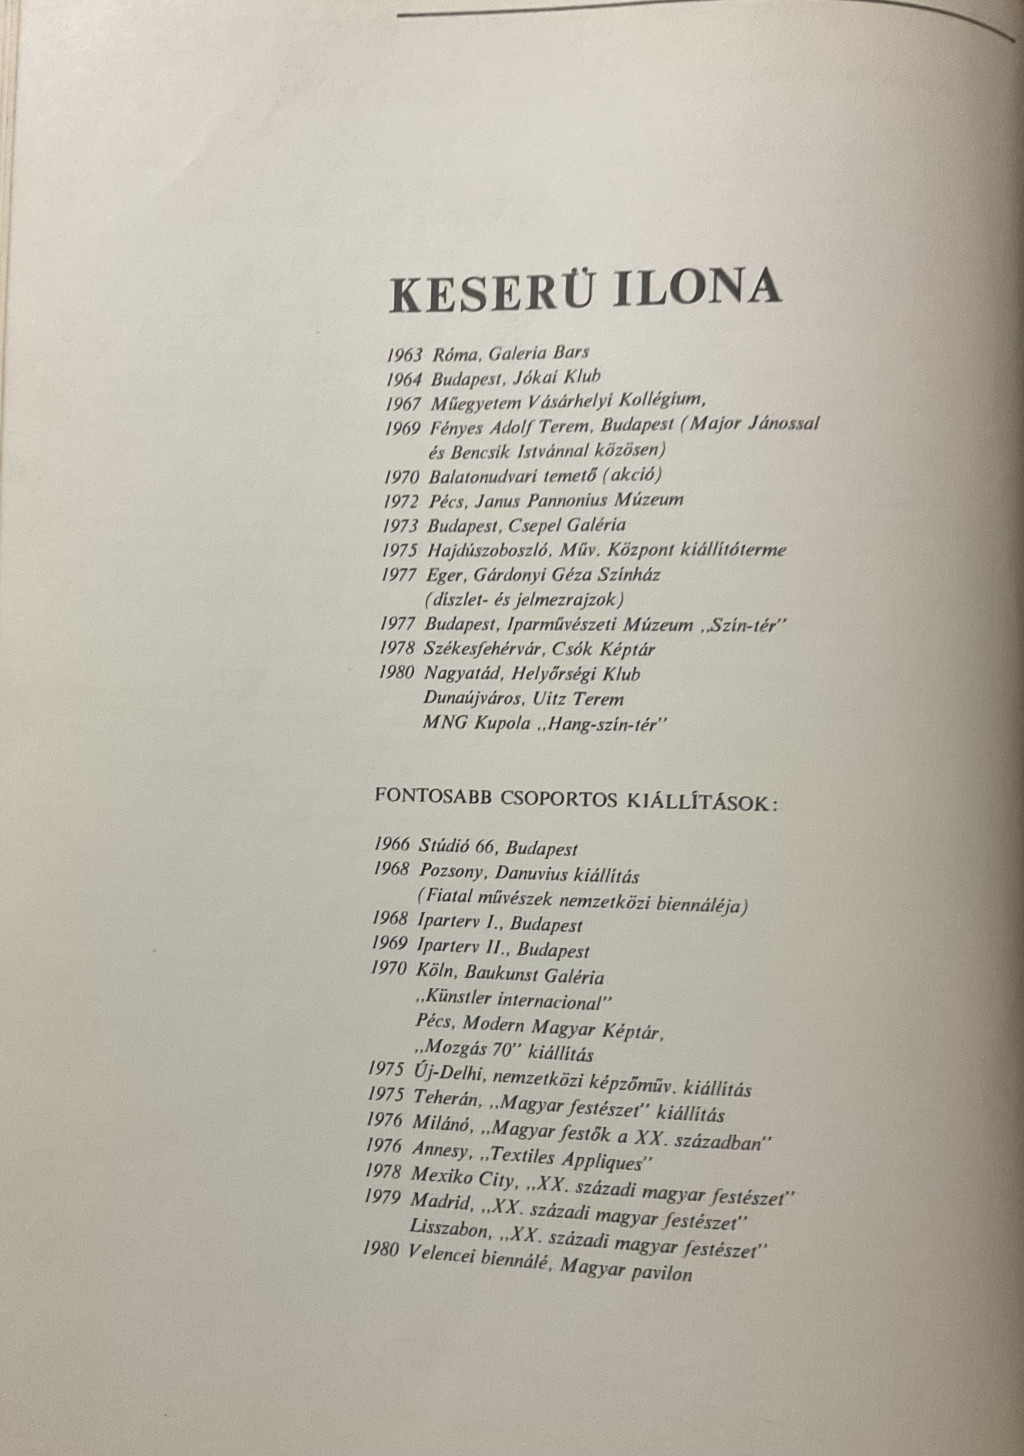 KESERÜ ILONA
1963 Róma, Galeria Bars
1964 Budapest, Jókai Klub
1967 Műegyetem Vásárhelyi Kollégium,
1969 Fényes Adolf Terem, Budapest (Major Jánossal
és Bencsik Istvánnal közösen)
1970 Balatonudvari temető (akció)
1972 Pécs, Janus Pannonius Múzeum
1973 Budapest, Csepel Galéria
1975 Hajdúszoboszló, Műv. Központ kiállítóterme
1977 Eger, Gárdonyi Géza Színház
(díszlet- és jelmezrajzok)
1977 Budapest, Iparművészeti Múzeum „Szín-tér”
1978 Székesfehérvár, Csók Képtár
1980 Nagyatád, Helyőrségi Klub
Dunaújváros, Uitz Terem
MNG Kupola „Hang-szín-tér”
FONTOSABB CSOPORTOS KIÁLLÍTÁSOK:
1966 Stúdió 66, Budapest
1968 Pozsony, Danuvius kiállítás
(Fiatal művészek nemzetközi biennáléja)
1968 Iparterv I., Budapest
1969 Iparterv II., Budapest
1970 Köln, Baukunst Galéria
„Künstler internacional”
Pécs, Modern Magyar Képtár,
„Mozgás 70” kiállítás
1975 Új-Delhi, nemzetközi képzőműv. kiállítás
1975 Teherán, „Magyar festészet” kiállítás
1976 Milánó, „Magyar festők a XX. században”
1976 Annesy, „Textiles Appliques”
1978 Mexiko City, „XX. századi magyar festészet”
1979 Madrid, „XX. századi magyar festészet”
Lisszabon, „XX. századi magyar festészet”
1980 Velencei biennálé, Magyar pavilon